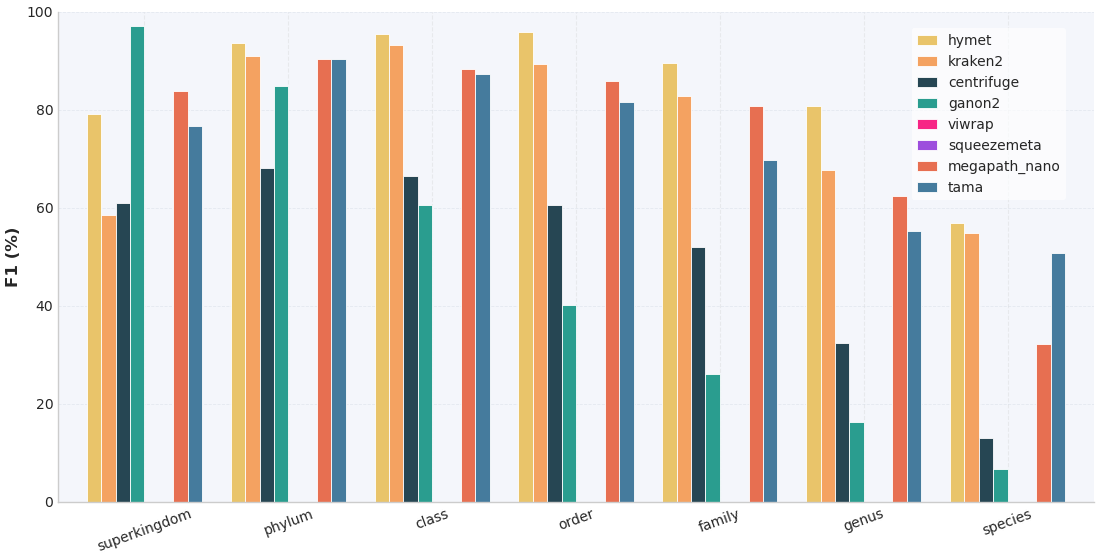 100
80
60
40
20
0
F1 (%)
hymet
kraken2
centrifuge
ganon2
viwrap
squeezemeta
megapath_nano
tama
superkingdom
phylum
class
order
family
genus
species